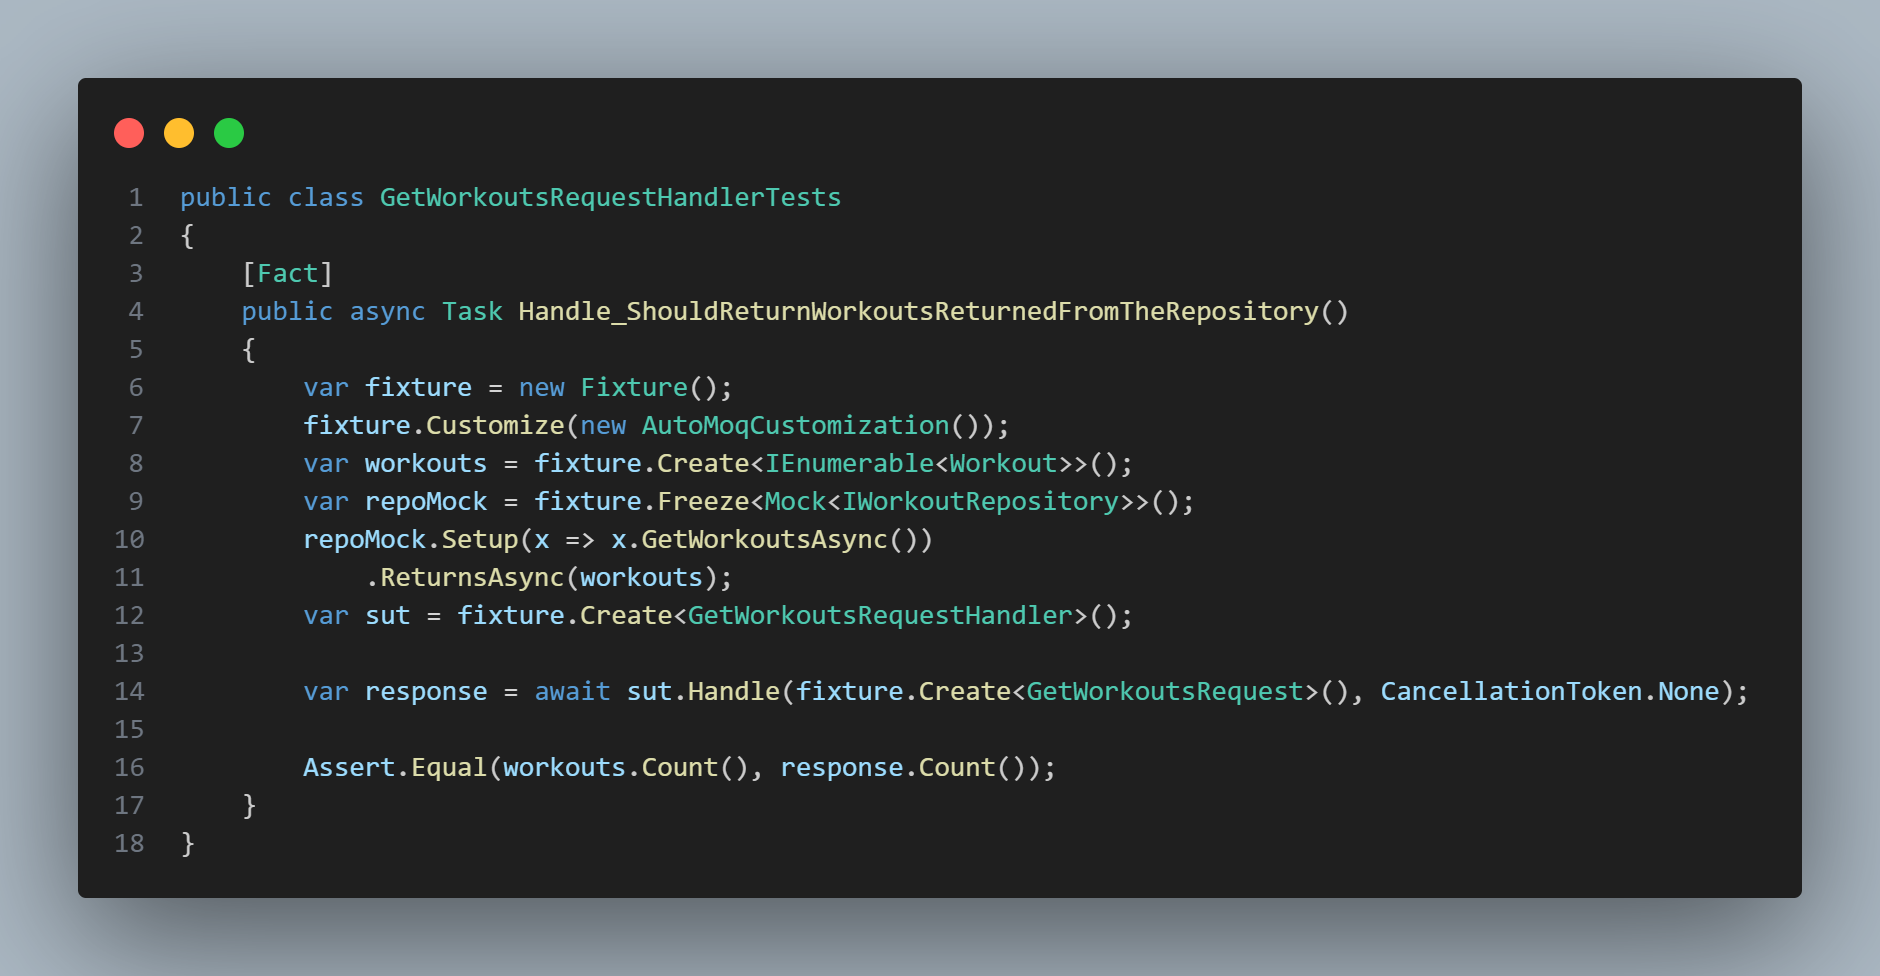 1 public class GetWorkoutsRequestHandlerTests
2 {
3     [Fact]
4     public async Task Handle_ShouldReturnWorkoutsReturnedFromTheRepository()
5     {
6         var fixture = new Fixture();
7         fixture.Customize(new AutoMoqCustomization());
8         var workouts = fixture.Create<IEnumerable<Workout>>();
9         var repoMock = fixture.Freeze<Mock<IWorkoutRepository>>();
10         repoMock.Setup(x => x.GetWorkoutsAsync())
11             .ReturnsAsync(workouts);
12         var sut = fixture.Create<GetWorkoutsRequestHandler>();
13
14         var response = await sut.Handle(fixture.Create<GetWorkoutsRequest>(), CancellationToken.None);
15
16         Assert.Equal(workouts.Count(), response.Count());
17     }
18 }